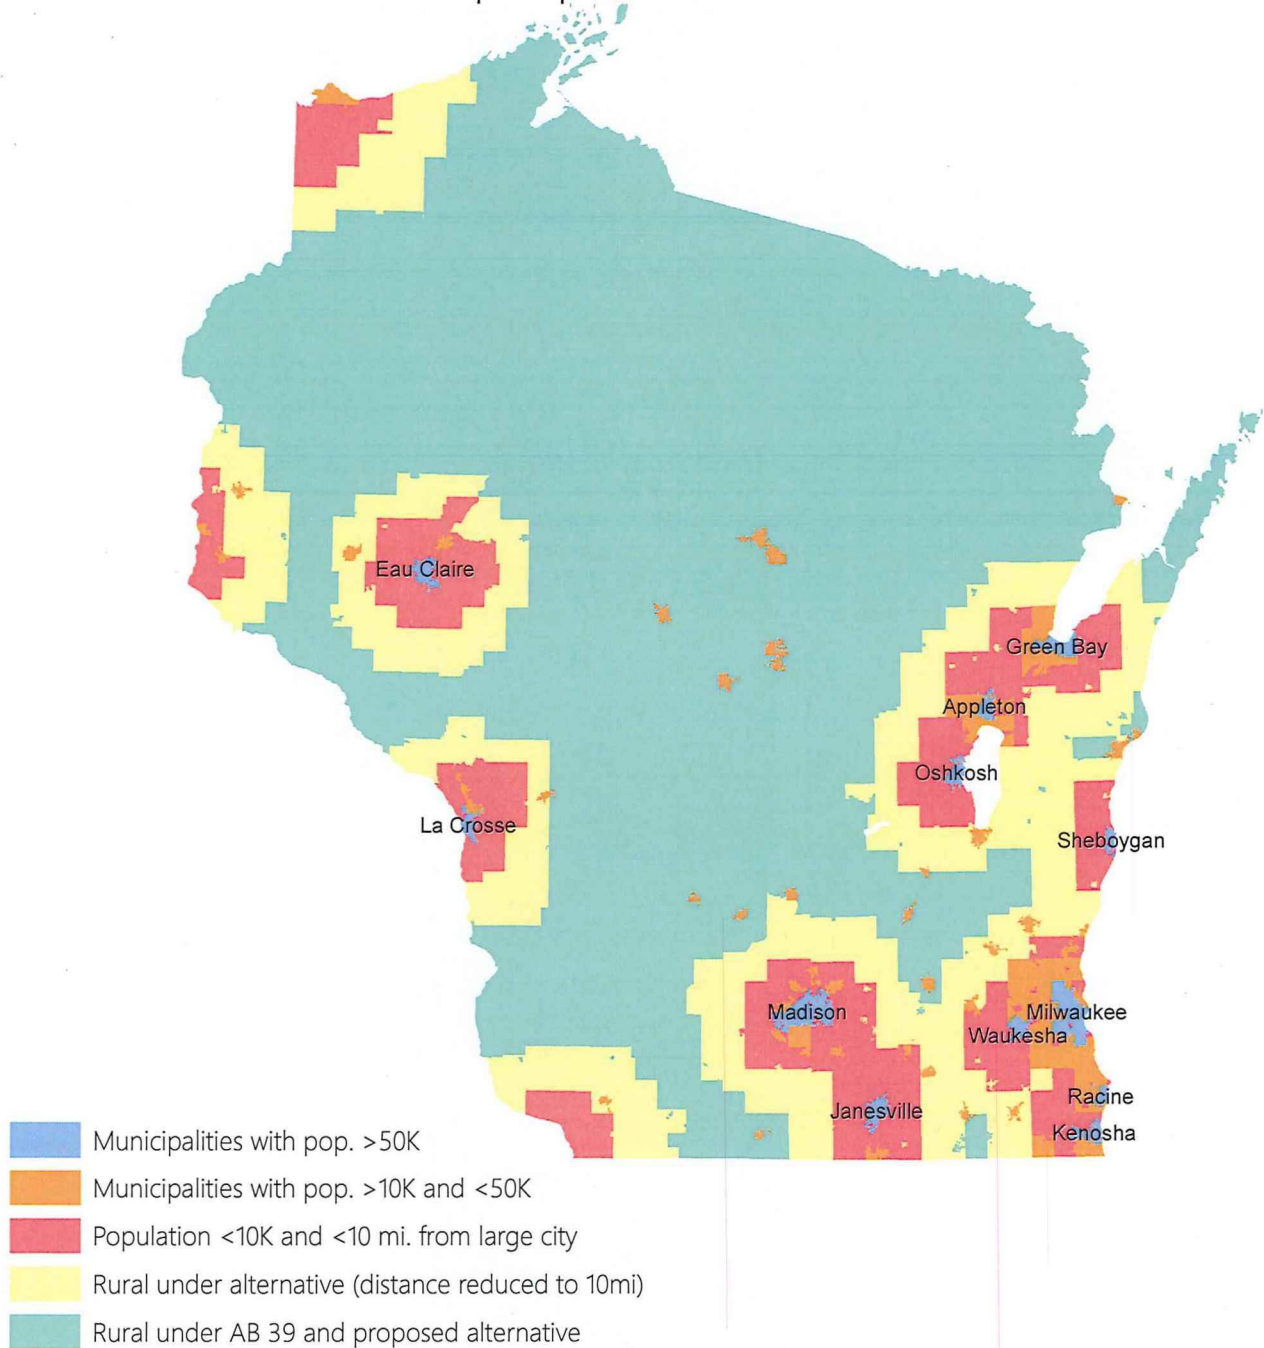 Eau Claire
Green Bay
Appleton
Oshkosh
La Crosse
Sheboygan
Madison
Milwaukee
Waukesha
Racine
Janesville
Kenosha
Municipalities with pop. >50K
Municipalities with pop. >10K and <50K
Population <10K and <10 mi. from large city
Rural under alternative (distance reduced to 10mi)
Rural under AB 39 and proposed alternative